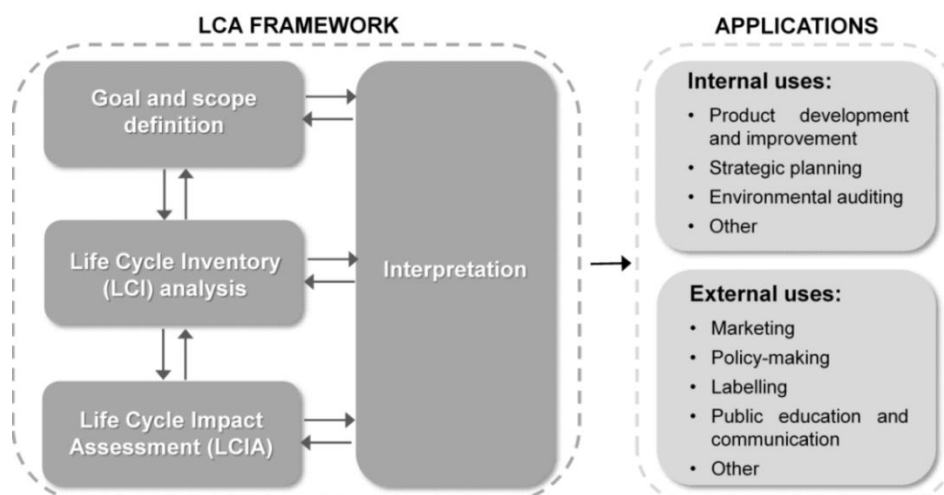 LCA FRAMEWORK
Goal and scope
definition
Life Cycle Inventory
(LCI) analysis
Life Cycle Impact
Assessment (LCIA)
Interpretation
APPLICATIONS
Internal uses:
• Product development
and improvement
• Strategic planning
• Environmental auditing
• Other
External uses:
• Marketing
• Policy-making
• Labelling
• Public education and
communication
• Other